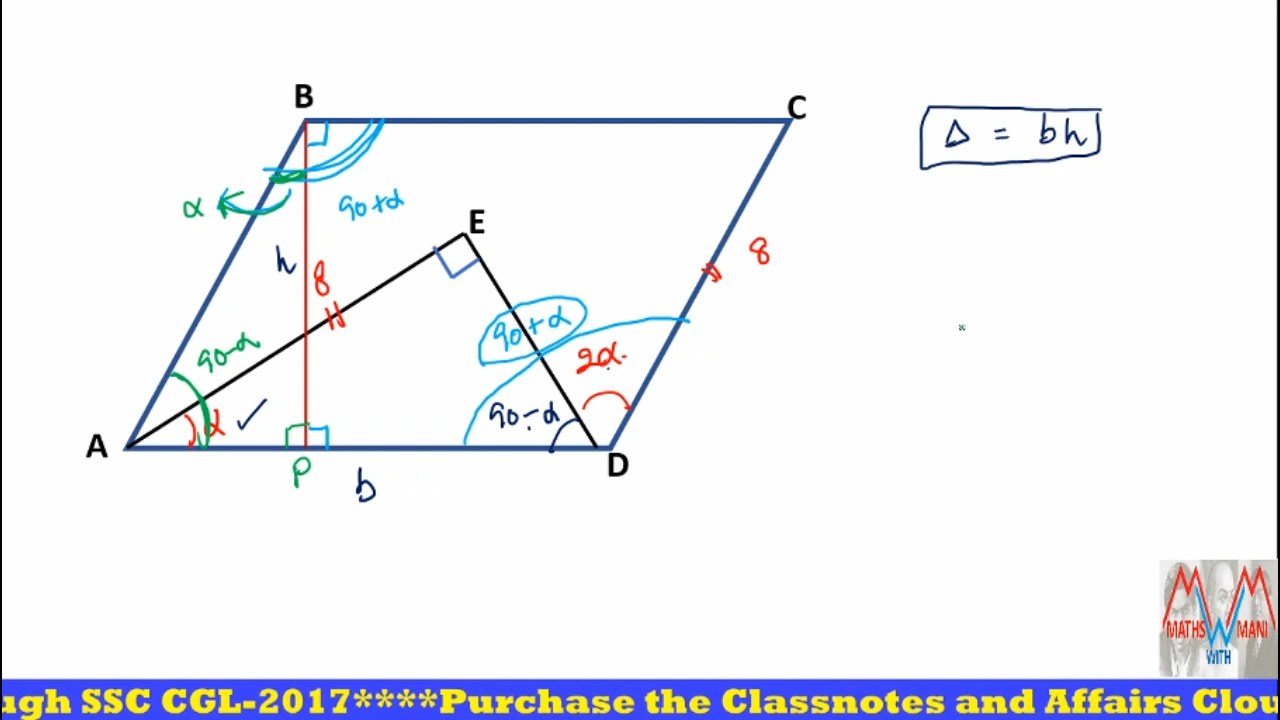 B
C
Δ = bh
α
90+α
E
h
8
8
90+α
90-α
2α
A
α
90-α
D
P
b
MATHS MANI
WITH
ugh SSC CGL-2017****Purchase the Classnotes and Affairs Clou